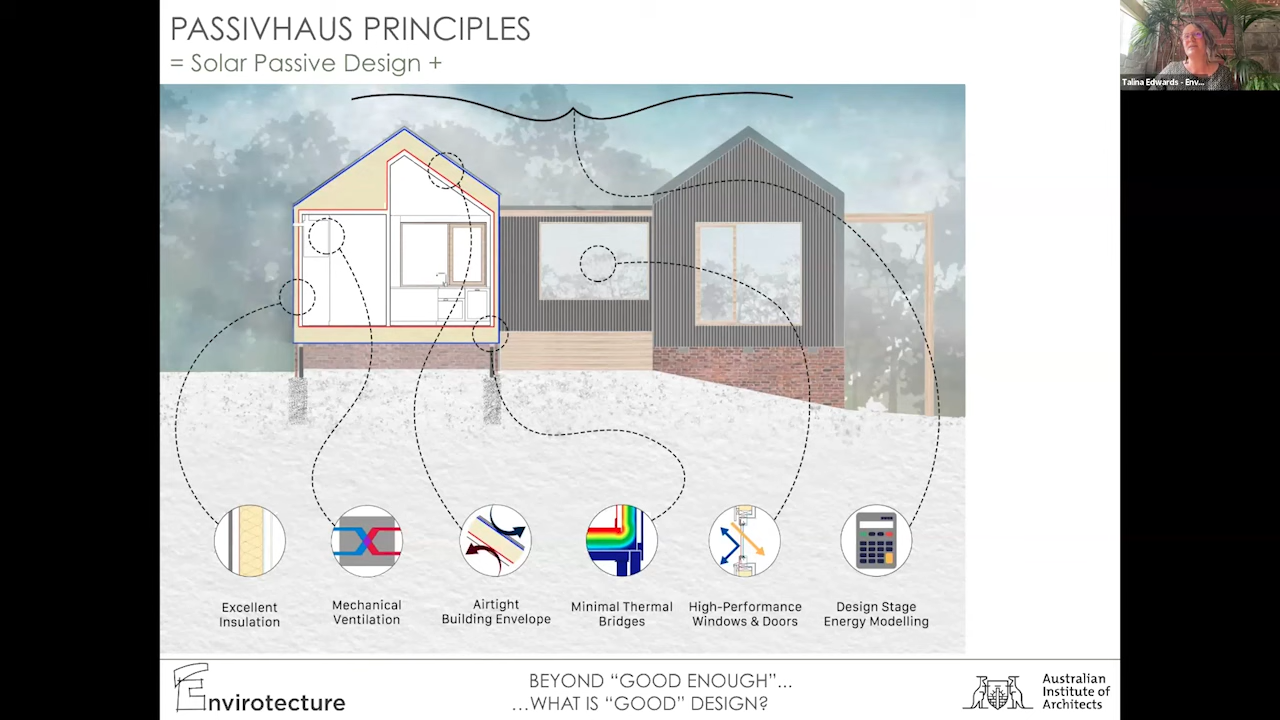 PASSIVHAUS PRINCIPLES
= Solar Passive Design +
Talina Edwards - Env...
Excellent
Insulation
Mechanical
Ventilation
Airtight
Building Envelope
Minimal Thermal
Bridges
High-Performance
Windows & Doors
Design Stage
Energy Modelling
Envirotecture
BEYOND “GOOD ENOUGH”...
...WHAT IS “GOOD” DESIGN?
Australian
Institute of
Architects